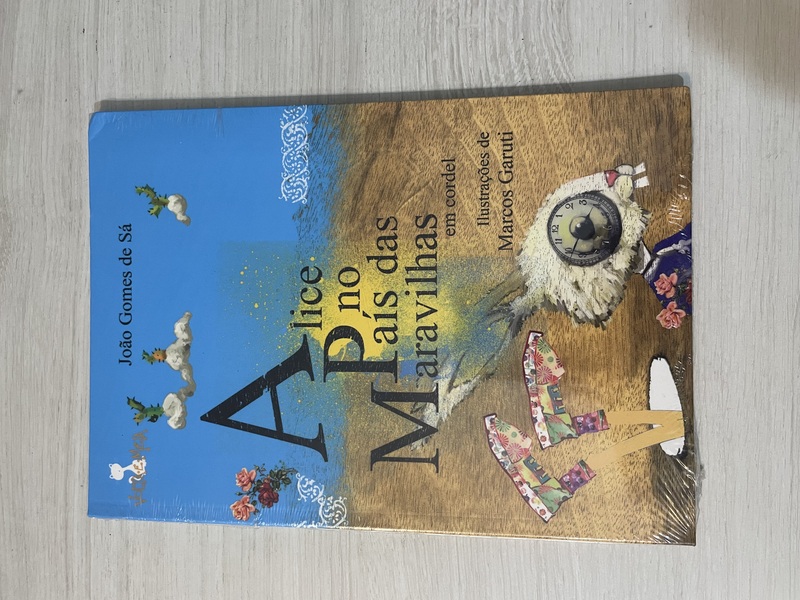 João Gomes de Sá
Alice
no
País das
Maravilhas
em cordel
Ilustrações de
Marcos Garuti